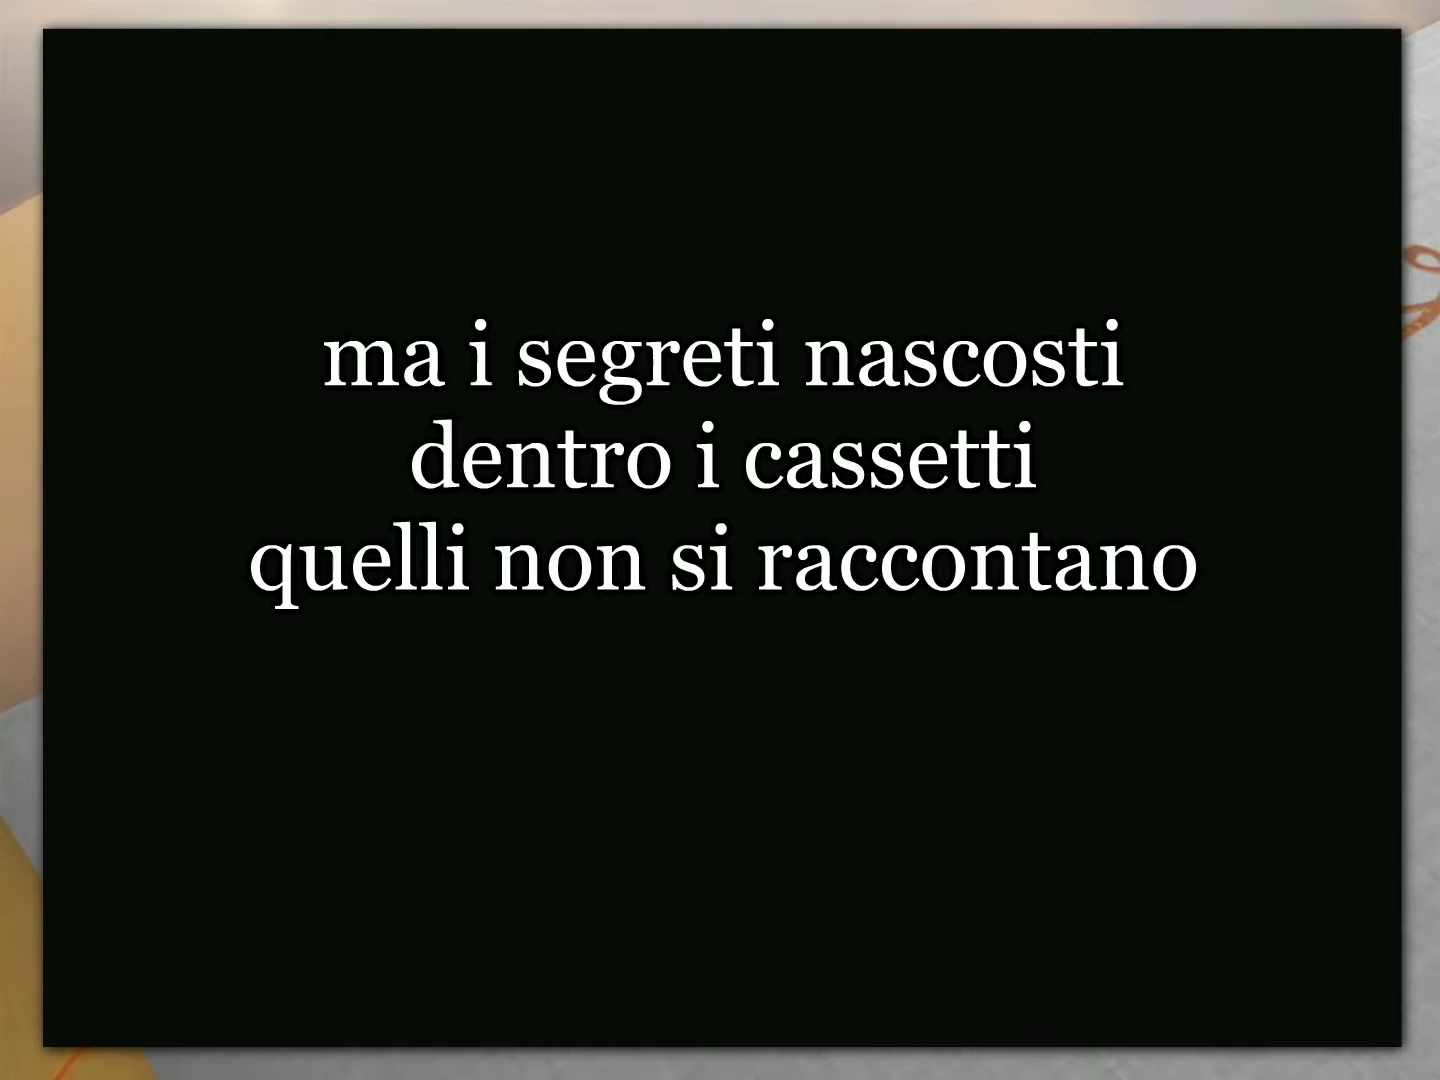 ma i segreti nascosti
dentro i cassetti
quelli non si raccontano